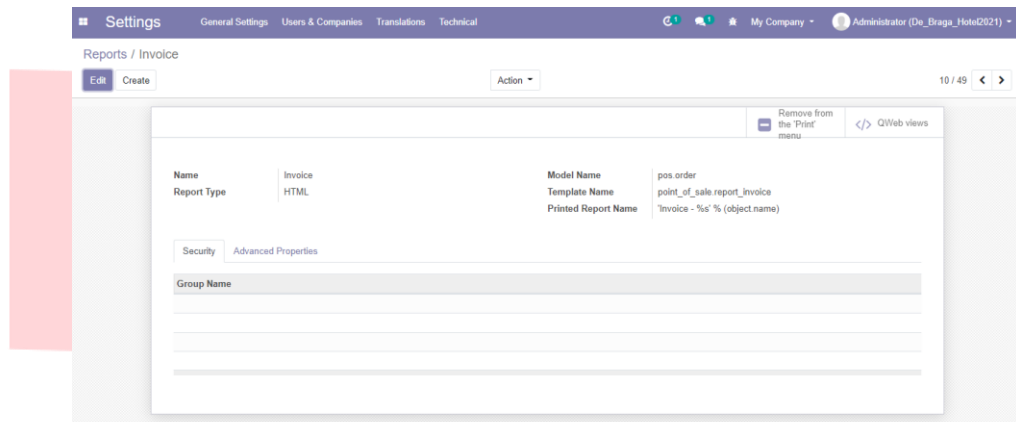 Settings General Settings Users & Companies Translations Technical 1 1 My Company Administrator (De_Braga_Hotel2021)
Reports / Invoice
Edit Create Action 10 / 49
Remove from the 'Print' menu </> QWeb views
Name Invoice Model Name pos.order
Report Type HTML Template Name point_of_sale.report_invoice
Printed Report Name 'Invoice - %s' % (object.name)
Security Advanced Properties
Group Name